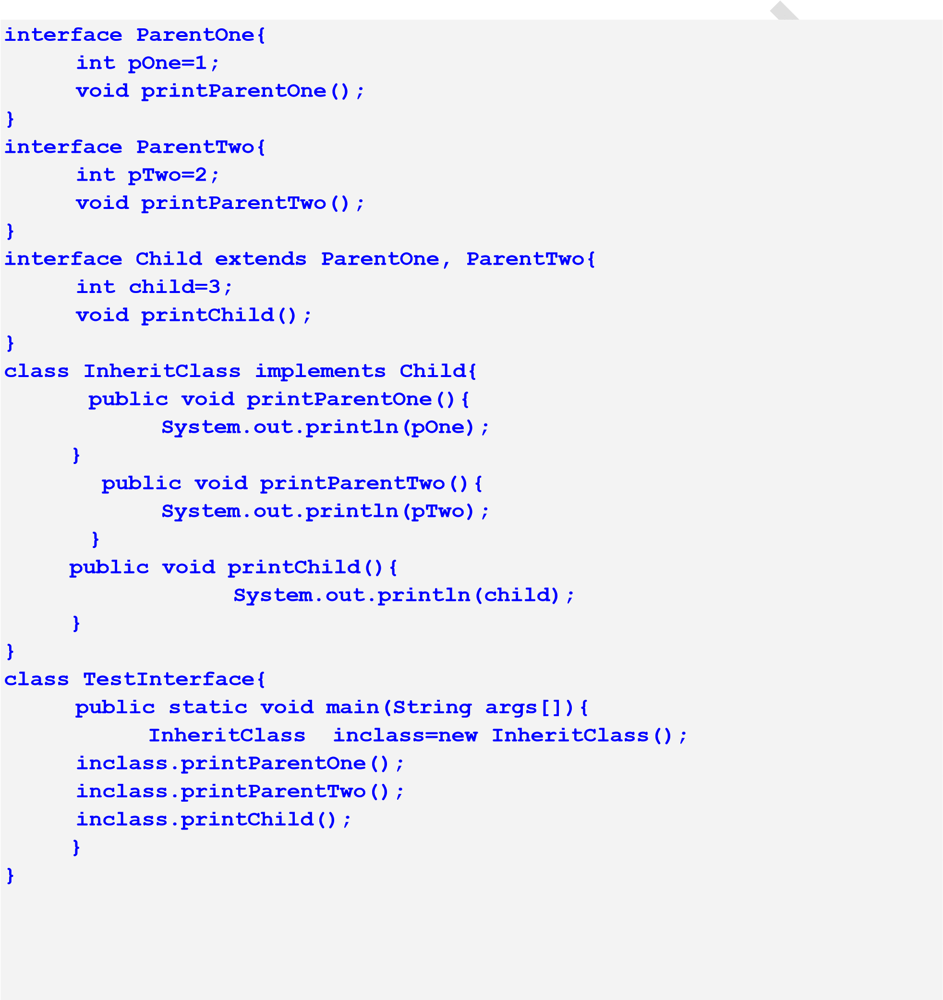 interface ParentOne{
int pOne=1;
void printParentOne();
}
interface ParentTwo{
int pTwo=2;
void printParentTwo();
}
interface Child extends ParentOne, ParentTwo{
int child=3;
void printChild();
}
class InheritClass implements Child{
public void printParentOne(){
System.out.println(pOne);
}
public void printParentTwo(){
System.out.println(pTwo);
}
public void printChild(){
System.out.println(child);
}
}
class TestInterface{
public static void main(String args[]){
InheritClass  inclass=new InheritClass();
inclass.printParentOne();
inclass.printParentTwo();
inclass.printChild();
}
}